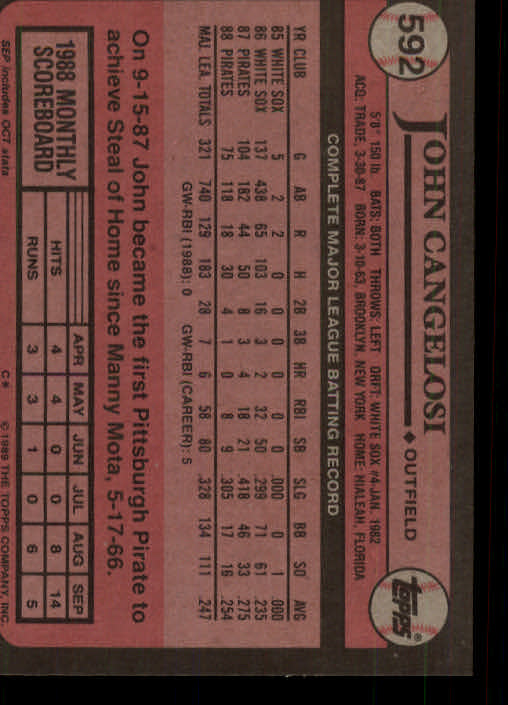 592
JOHN CANGELOSI ♦ OUTFIELD
topps®
5'8" 150 lb BATS: BOTH THROWS: LEFT DRFT: WHITE SOX #4-JAN. 1982
ACQ: TRADE, 3-30-87 BORN: 3-10-63, BROOKLYN, NEW YORK HOME: HIALEAH, FLORIDA
COMPLETE MAJOR LEAGUE BATTING RECORD
YR CLUB G AB R H 2B 3B HR RBI SB SLG BB SO AVG
85 WHITE SOX 5 2 2 0 0 0 0 0 0 .000 0 1 .000
86 WHITE SOX 137 438 65 103 16 3 2 32 50 .299 71 61 .235
87 PIRATES 104 182 44 50 8 3 4 18 21 .418 46 33 .275
88 PIRATES 75 118 18 30 4 1 0 8 9 .305 17 16 .254
MAJ. LEA. TOTALS 321 740 129 183 28 7 6 58 80 .328 134 111 .247
GW-RBI (1988): 0 GW-RBI (CAREER): 5
On 9-15-87 John became the first Pittsburgh Pirate to
achieve Steal of Home since Manny Mota, 5-17-66.
1988 MONTHLY
SCOREBOARD
APR MAY JUN JUL AUG SEP
HITS 4 4 0 0 8 14
RUNS 3 3 1 0 6 5
SEP includes OCT stats
C* © 1989 THE TOPPS COMPANY, INC.